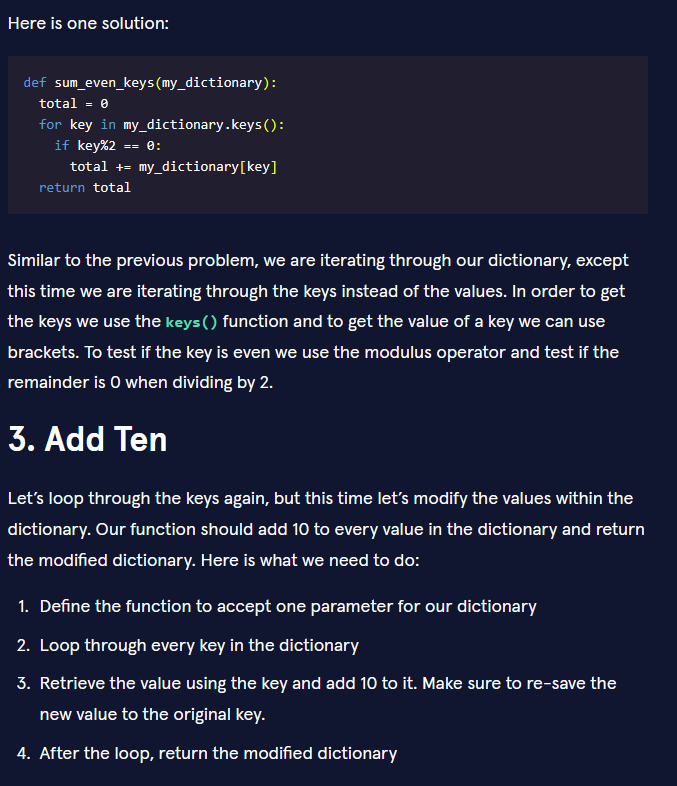 Here is one solution:
def sum_even_keys(my_dictionary):
  total = 0
  for key in my_dictionary.keys():
    if key%2 == 0:
      total += my_dictionary[key]
  return total
Similar to the previous problem, we are iterating through our dictionary, except
this time we are iterating through the keys instead of the values. In order to get
the keys we use the keys() function and to get the value of a key we can use
brackets. To test if the key is even we use the modulus operator and test if the
remainder is 0 when dividing by 2.
3. Add Ten
Let's loop through the keys again, but this time let's modify the values within the
dictionary. Our function should add 10 to every value in the dictionary and return
the modified dictionary. Here is what we need to do:
1. Define the function to accept one parameter for our dictionary
2. Loop through every key in the dictionary
3. Retrieve the value using the key and add 10 to it. Make sure to re-save the
new value to the original key.
4. After the loop, return the modified dictionary